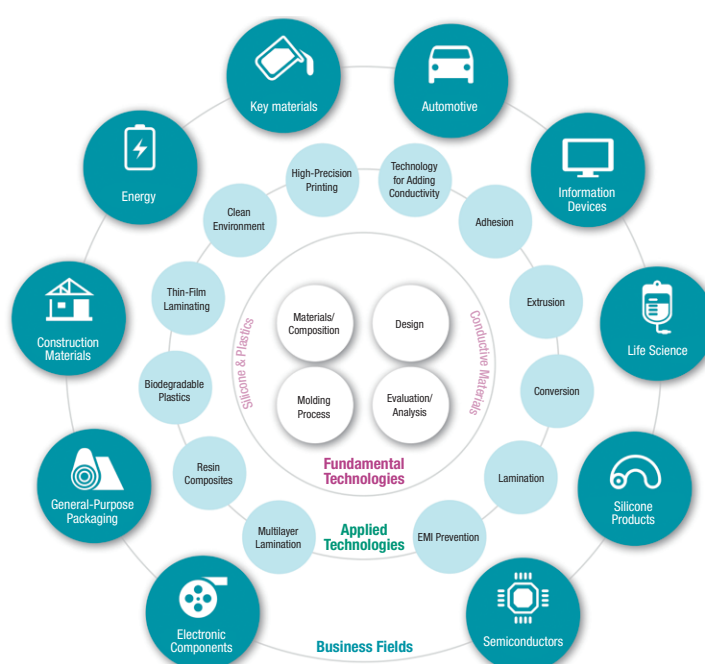 Key materials
Automotive
Energy
Information
Devices
Construction
Materials
Life Science
General-Purpose
Packaging
Silicone
Products
Electronic
Components
Semiconductors
Business Fields
High-Precision
Printing
Technology
for Adding
Conductivity
Clean
Environment
Adhesion
Thin-Film
Laminating
Extrusion
Biodegradable
Plastics
Conversion
Resin
Composites
Lamination
Multilayer
Lamination
EMI Prevention
Applied
Technologies
Silicone & Plastics
Conductive Materials
Materials/
Composition
Design
Molding
Process
Evaluation/
Analysis
Fundamental
Technologies